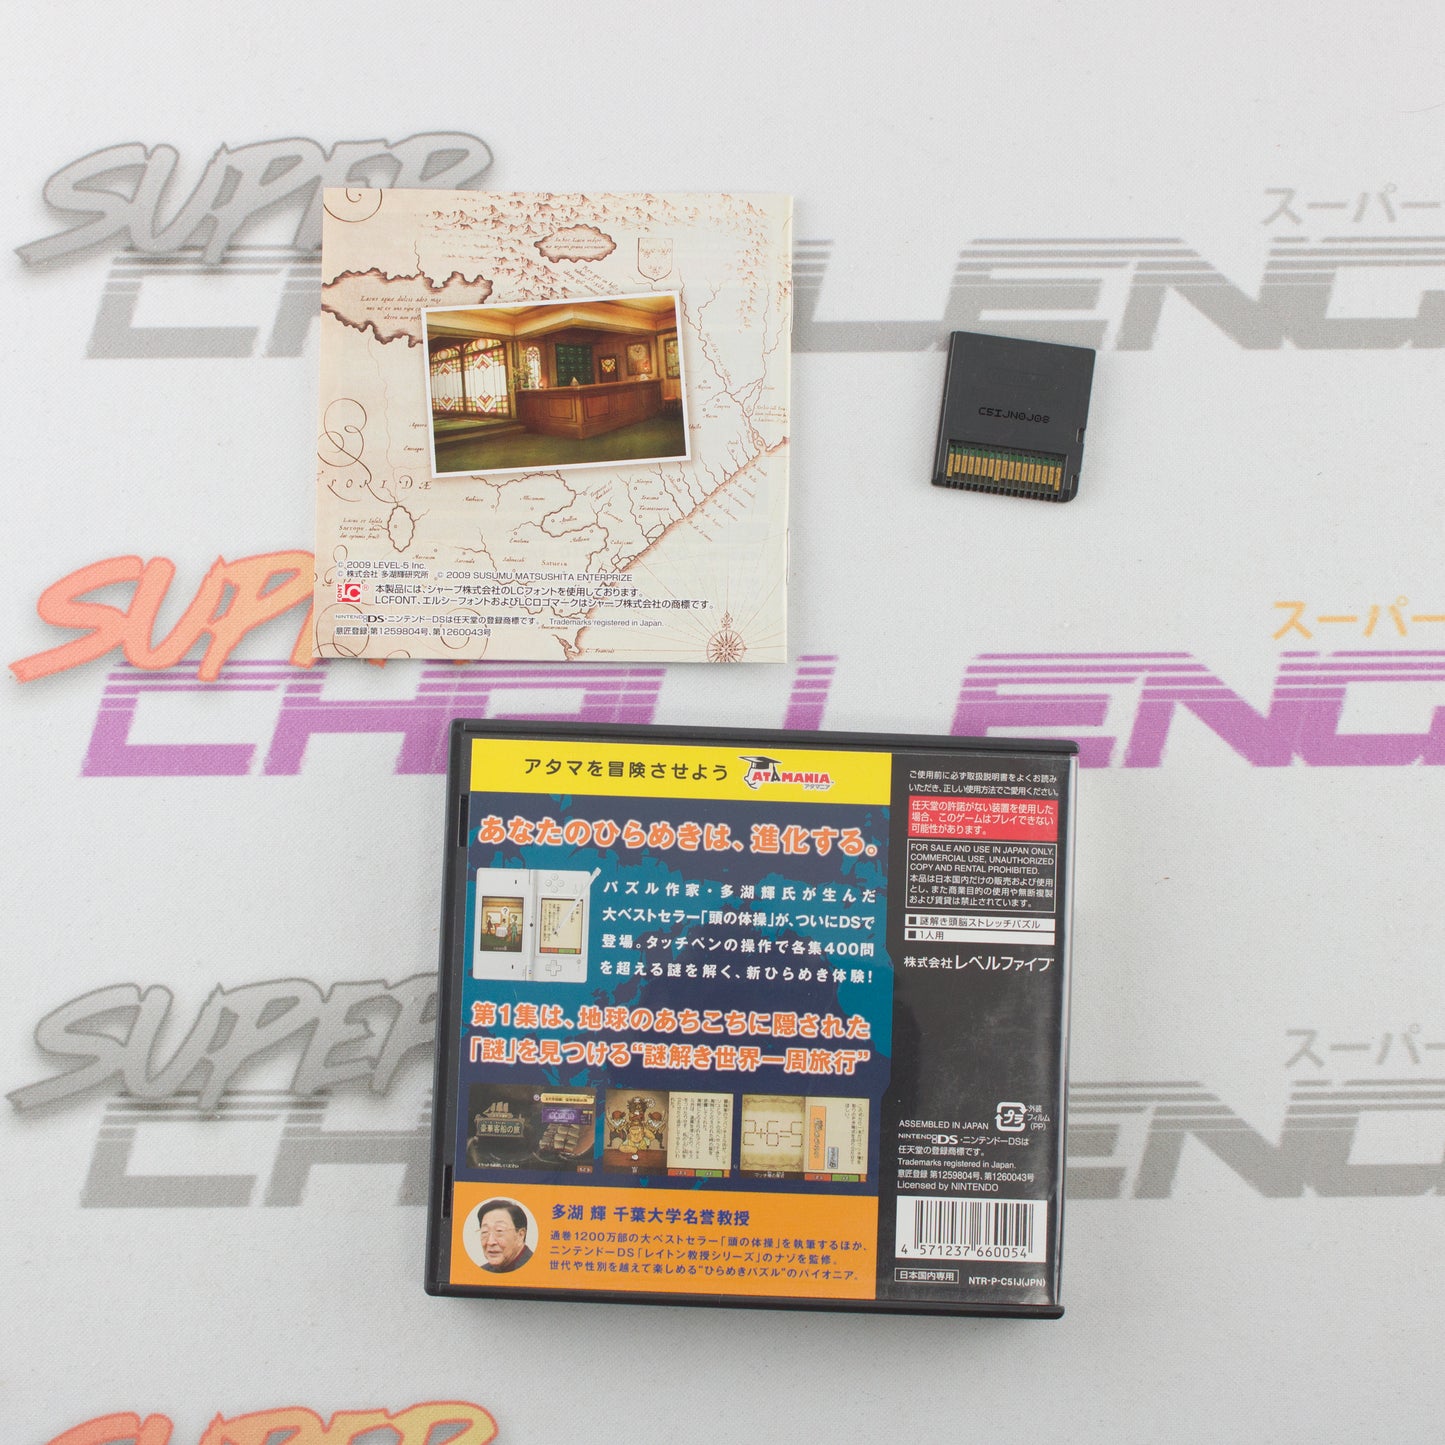 SUPER
CHALLENG
スーパー
Lacus aque dulcis
© 2009 LEVEL-5 Inc.
© 株式会社 多湖輝研究所 © 2009 SUSUMU MATSUSHITA ENTERPRIZE
本製品には、シャープ株式会社のLCフォントを使用しております。
LCFONT、エルシーフォントおよびLCロゴマークはシャープ株式会社の商標です。
NINTENDO DS・ニンテンドーDSは任天堂の登録商標です。 Trademarks registered in Japan.
意匠登録 第1259804号、第1260043号
C5IJN0J08
SUPER
CHALLENG
スーパー
アタマを冒険させよう ATAMANIA
アタマニア
あなたのひらめきは、進化する。
パズル作家・多湖輝氏が生んだ
大ベストセラー「頭の体操」が、ついにDSで
登場。タッチペンの操作で各集400問
を超える謎を解く、新ひらめき体験!
第1集は、地球のあちこちに隠された
「謎」を見つける“謎解き世界一周旅行”
豪華客船の旅
2+6=5
多湖 輝 千葉大学名誉教授
通巻1200万部の大ベストセラー「頭の体操」を執筆するほか、
ニンテンドーDS「レイトン教授シリーズ」のナゾを監修。
世代や性別を越えて楽しめる“ひらめきパズル”のパイオニア。
ご使用前に必ず取扱説明書をよくお読み
いただき、正しい使用方法でご愛用ください。
任天堂の許諾がない装置を使用した
場合、このゲームはプレイできない
可能性があります。
FOR SALE AND USE IN JAPAN ONLY.
COMMERCIAL USE, UNAUTHORIZED
COPY AND RENTAL PROHIBITED.
本品は日本国内だけの販売および使用
とし、また商業目的の使用や無断複製
および賃貸は禁止されています。
■ 謎解き頭脳ストレッチパズル
■ 1人用
株式会社レベルファイブ
ASSEMBLED IN JAPAN
プラ 外装
フィルム
(PP)
NINTENDO DS・ニンテンドーDSは
任天堂の登録商標です。
Trademarks registered in Japan.
意匠登録 第1259804号、第1260043号
Licensed by NINTENDO
4 571237 660054
日本国内専用 NTR-P-C5IJ(JPN)
SUPER
CHALLENG
スーパー
SUPER